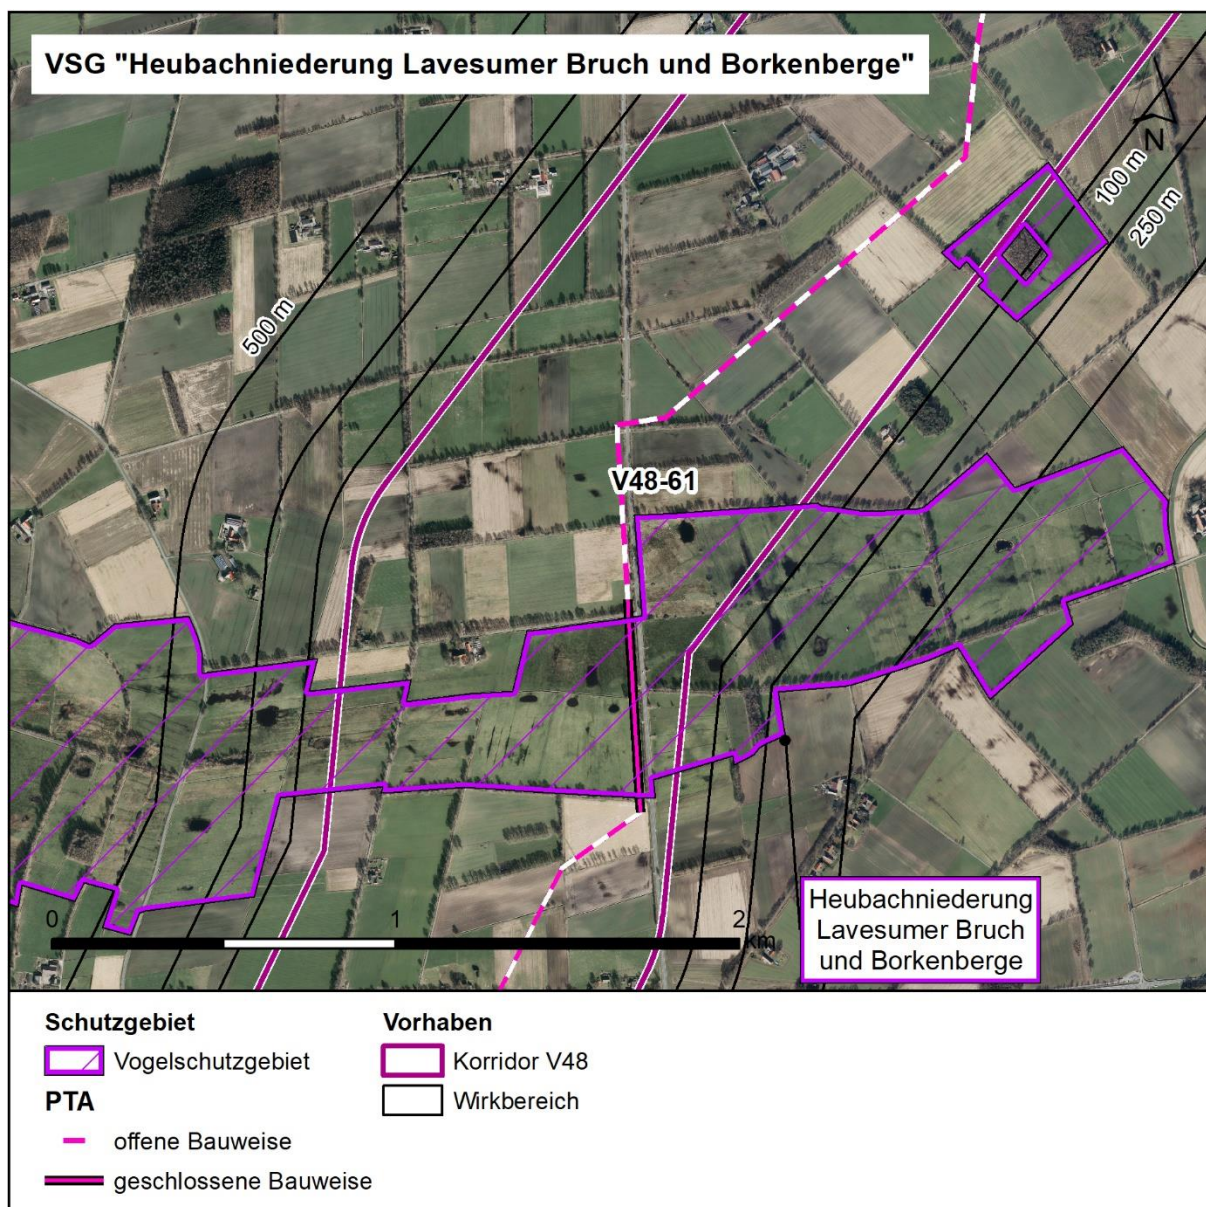 VSG "Heubachniederung Lavesumer Bruch und Borkenberge"
N
100 m
250 m
500 m
V48-61
0 1 2
km
Heubachniederung
Lavesumer Bruch
und Borkenberge
Schutzgebiet
Vogelschutzgebiet
PTA
offene Bauweise
geschlossene Bauweise
Vorhaben
Korridor V48
Wirkbereich